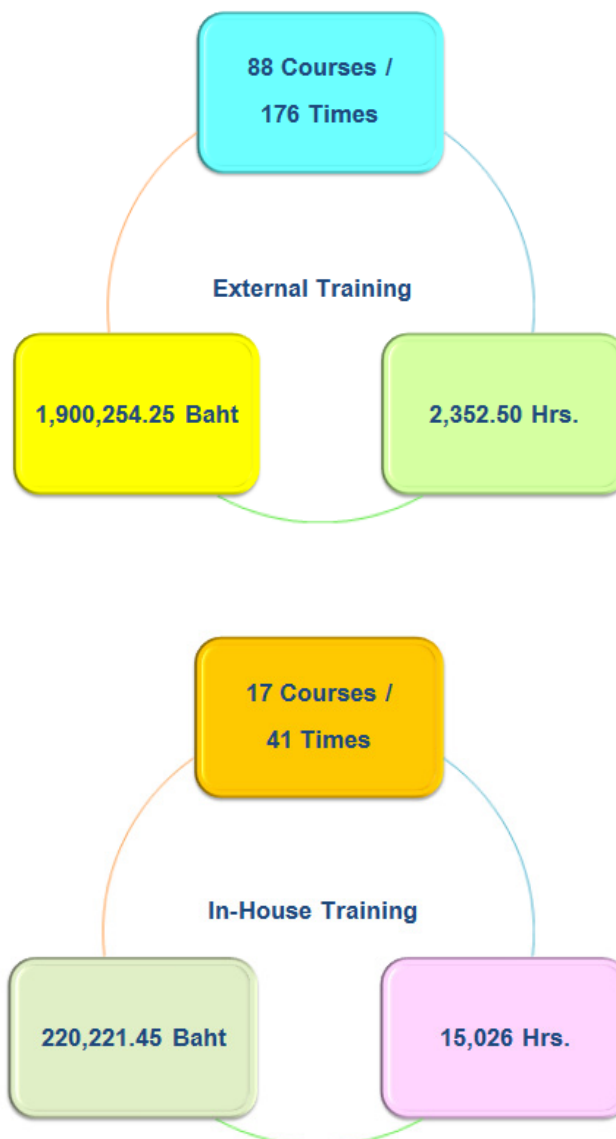 88 Courses /
176 Times
External Training
1,900,254.25 Baht
2,352.50 Hrs.
17 Courses /
41 Times
In-House Training
220,221.45 Baht
15,026 Hrs.